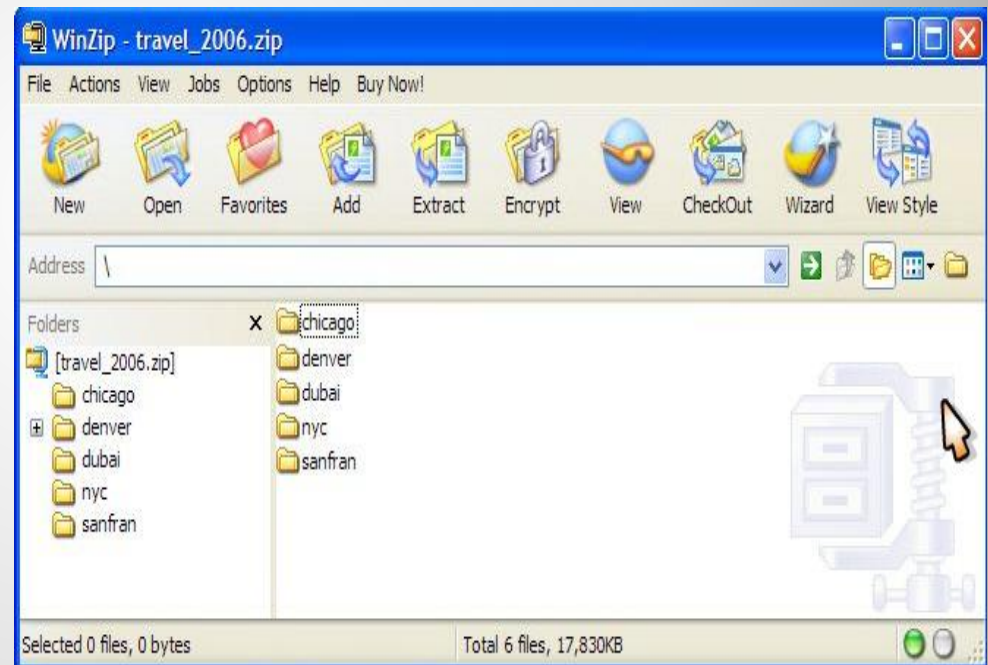 WinZip - travel_2006.zip
File Actions View Jobs Options Help Buy Now!
New Open Favorites Add Extract Encrypt View CheckOut Wizard View Style
Address \
Folders X
[travel_2006.zip]
chicago
denver
dubai
nyc
sanfran
chicago
denver
dubai
nyc
sanfran
Selected 0 files, 0 bytes Total 6 files, 17,830KB